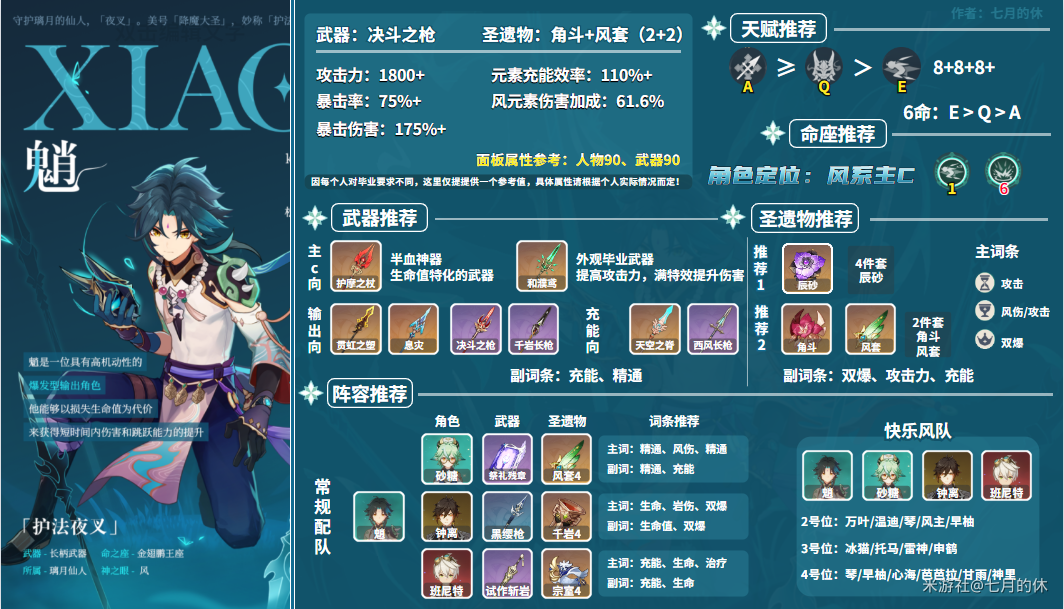 守护璃月的仙人，「夜叉」。美号「降魔大圣」，妙称「护法
XIAO
魈
魈是一位具有高机动性的
爆发型输出角色
他能够以损失生命值为代价
来获得短时间内伤害和跳跃能力的提升
「护法夜叉」
武器 - 长柄武器 命之座 - 金翅鹏王座
所属 - 璃月仙人 神之眼 - 风
武器：决斗之枪 圣遗物：角斗+风套（2+2）
攻击力：1800+ 元素充能效率：110%+
暴击率：75%+ 风元素伤害加成：61.6%
暴击伤害：175%+
面板属性参考：人物90、武器90
因每个人对毕业要求不同，这里仅提提供一个参考值，具体属性请根据个人实际情况而定！
作者：七月的休
天赋推荐
A ≥ Q > E 8+8+8+
6命：E > Q > A
命座推荐
角色定位：风系主C 1 6
武器推荐
主c向
护摩之杖
半血神器
生命值特化的武器
和璞鸢
外观毕业武器
提高攻击力，满特效提升伤害
输出向
贯虹之槊 息灾 决斗之枪 千岩长枪
充能向
天空之脊 西风长枪
副词条：充能、精通
圣遗物推荐
推荐1
辰砂
4件套
辰砂
推荐2
角斗 风套
2件套
角斗
风套
主词条
攻击
风伤/攻击
双爆
副词条：双爆、攻击力、充能
阵容推荐
角色 武器 圣遗物 词条推荐
常规配队
魈
砂糖 祭礼残章 风套4
主词：精通、风伤、精通
副词：精通、充能
钟离 黑缨枪 千岩4
主词：生命、岩伤、双爆
副词：生命值、双爆
班尼特 试作斩岩 宗室4
主词：充能、生命、治疗
副词：充能、生命
快乐风队
魈 砂糖 钟离 班尼特
2号位：万叶/温迪/琴/风主/早柚
3号位：冰猫/托马/雷神/申鹤
4号位：琴/早柚/心海/芭芭拉/甘雨/神里
米游社@七月的休